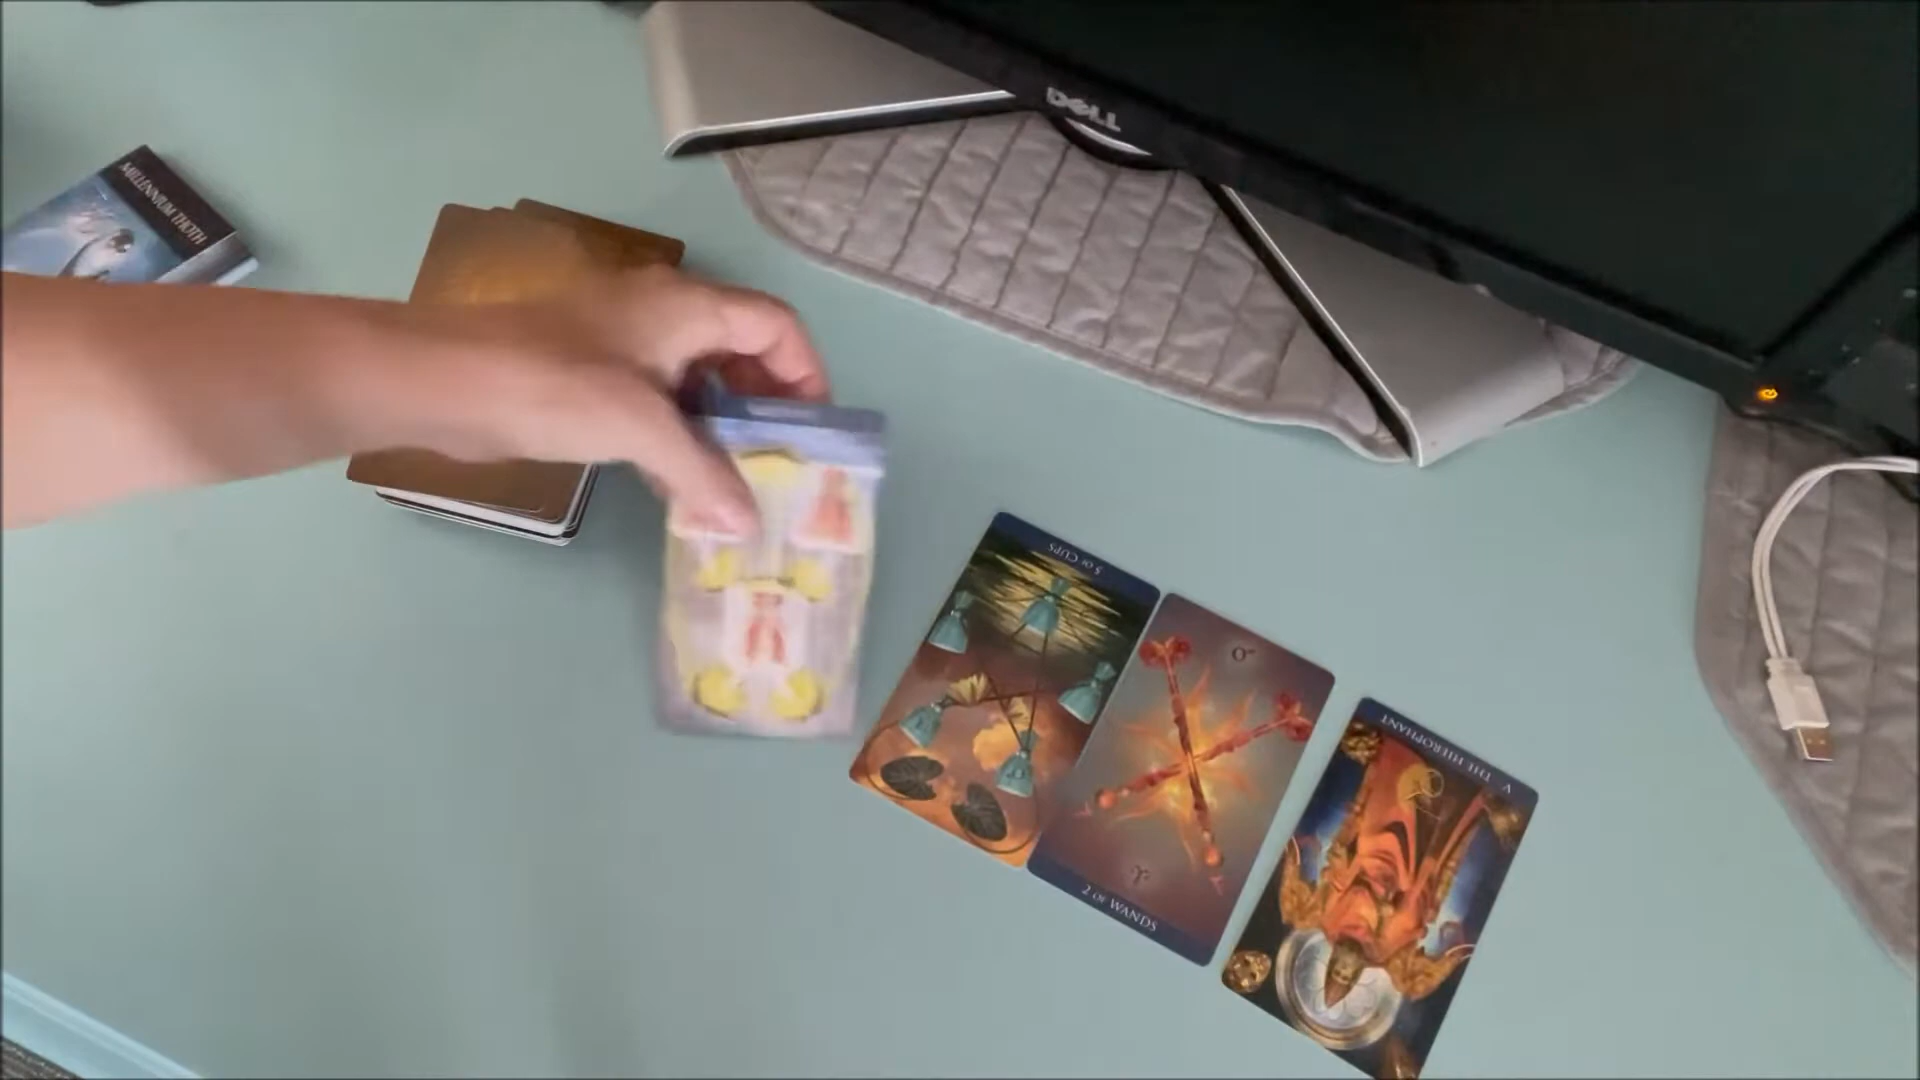 DELL
MILLENNIUM THOTH
5 OF CUPS
2 OF WANDS
V
THE HIEROPHANT